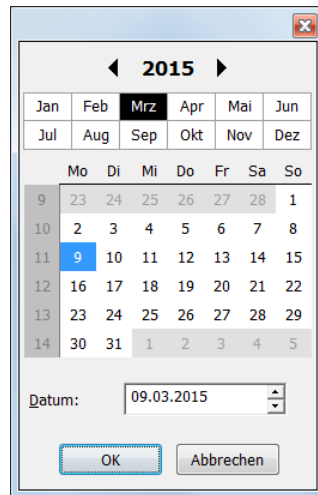 2015
Jan Feb Mrz Apr Mai Jun
Jul Aug Sep Okt Nov Dez
Mo Di Mi Do Fr Sa So
9 23 24 25 26 27 28 1
10 2 3 4 5 6 7 8
11 9 10 11 12 13 14 15
12 16 17 18 19 20 21 22
13 23 24 25 26 27 28 29
14 30 31 1 2 3 4 5
Datum: 09.03.2015
OK Abbrechen